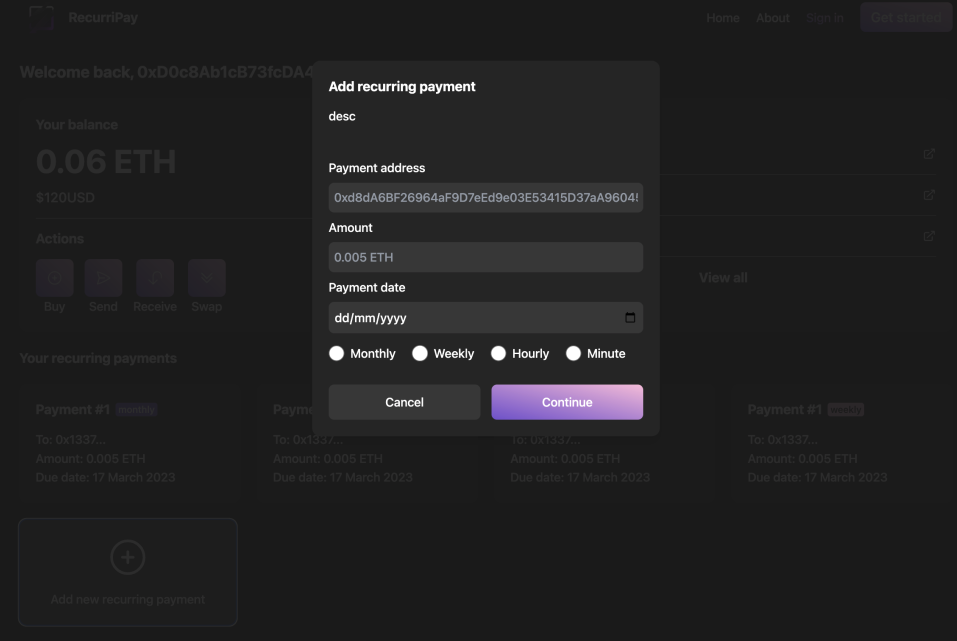 RecurriPay
Home About Sign in Get started
Welcome back, 0xD0c8Ab1cB73fcDA4
Your balance
0.06 ETH
$120USD
Actions
Buy Send Receive Swap
View all
Add recurring payment
desc
Payment address
0xd8dA6BF26964aF9D7eEd9e03E53415D37aA96045
Amount
0.005 ETH
Payment date
dd/mm/yyyy
Monthly Weekly Hourly Minute
Cancel Continue
Your recurring payments
Payment #1 monthly
To: 0x1337...
Amount: 0.005 ETH
Due date: 17 March 2023
To: 0x1337...
Amount: 0.005 ETH
Due date: 17 March 2023
To: 0x1337...
Amount: 0.005 ETH
Due date: 17 March 2023
Payment #1 weekly
To: 0x1337...
Amount: 0.005 ETH
Due date: 17 March 2023
Add new recurring payment